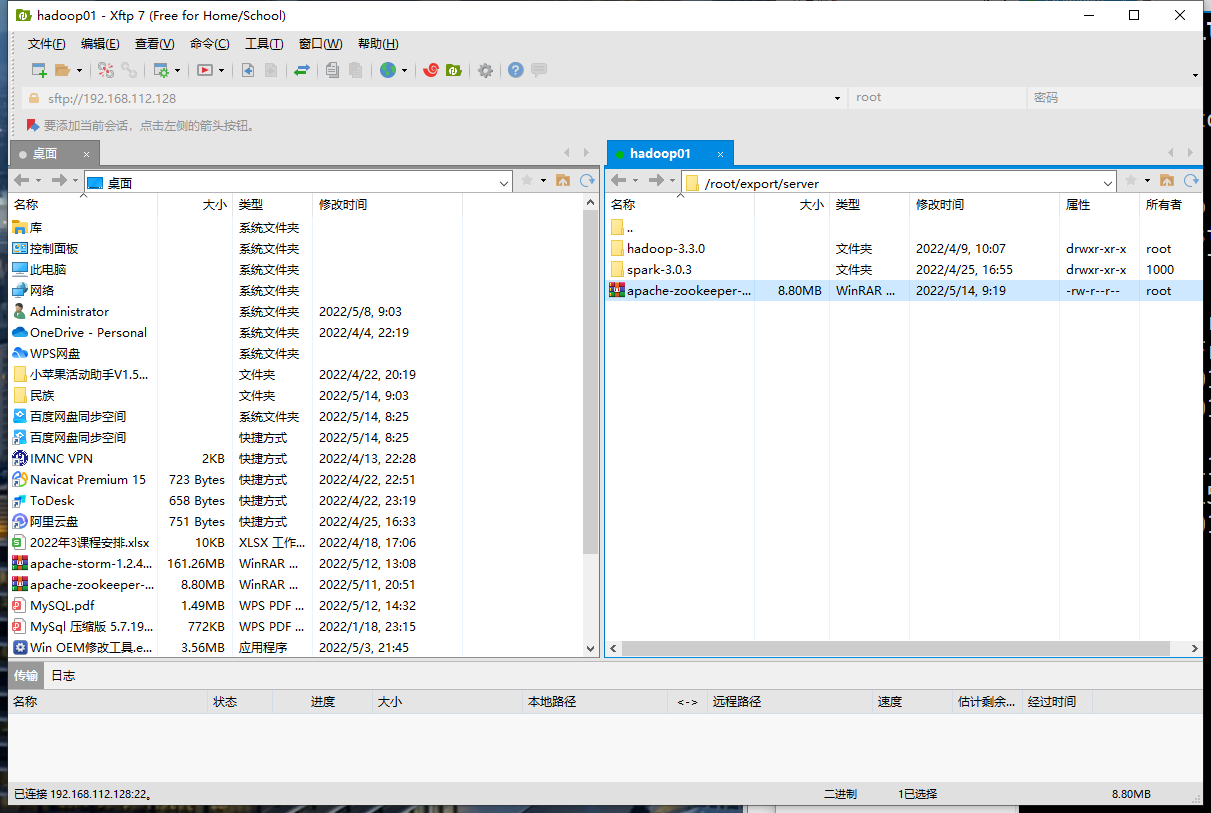 hadoop01 - Xftp 7 (Free for Home/School)
文件(F) 编辑(E) 查看(V) 命令(C) 工具(T) 窗口(W) 帮助(H)
sftp://192.168.112.128 root 密码
要添加当前会话，点击左侧的箭头按钮。
桌面 × hadoop01 ×
桌面 /root/export/server
名称 大小 类型 修改时间 名称 大小 类型 修改时间 属性 所有者
库 系统文件夹 ..
控制面板 系统文件夹 hadoop-3.3.0 文件夹 2022/4/9, 10:07 drwxr-xr-x root
此电脑 系统文件夹 spark-3.0.3 文件夹 2022/4/25, 16:55 drwxr-xr-x 1000
网络 系统文件夹 apache-zookeeper-... 8.80MB WinRAR ... 2022/5/14, 9:19 -rw-r--r-- root
Administrator 系统文件夹 2022/5/8, 9:03
OneDrive - Personal 系统文件夹 2022/4/4, 22:19
WPS网盘 系统文件夹
小苹果活动助手V1.5... 文件夹 2022/4/22, 20:19
民族 文件夹 2022/5/14, 9:03
百度网盘同步空间 系统文件夹 2022/5/14, 8:25
百度网盘同步空间 快捷方式 2022/5/14, 8:25
IMNC VPN 2KB 快捷方式 2022/4/13, 22:28
Navicat Premium 15 723 Bytes 快捷方式 2022/4/22, 22:51
ToDesk 658 Bytes 快捷方式 2022/4/22, 23:19
阿里云盘 751 Bytes 快捷方式 2022/4/25, 16:33
2022年3课程安排.xlsx 10KB XLSX 工作... 2022/4/18, 17:06
apache-storm-1.2.4... 161.26MB WinRAR ... 2022/5/12, 13:08
apache-zookeeper-... 8.80MB WinRAR ... 2022/5/11, 20:51
MySQL.pdf 1.49MB WPS PDF ... 2022/5/12, 14:32
MySql 压缩版 5.7.19... 772KB WPS PDF ... 2022/1/18, 23:15
Win OEM修改工具.e... 3.56MB 应用程序 2022/5/3, 21:45
传输 日志
名称 状态 进度 大小 本地路径 <-> 远程路径 速度 估计剩余... 经过时间
已连接 192.168.112.128:22。 二进制 1已选择 8.80MB